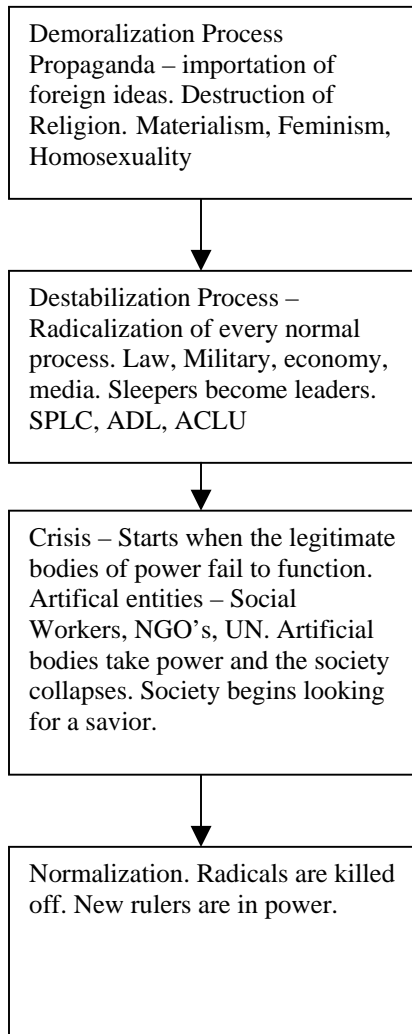 Demoralization Process
Propaganda – importation of
foreign ideas. Destruction of
Religion. Materialism, Feminism,
Homosexuality
Destabilization Process –
Radicalization of every normal
process. Law, Military, economy,
media. Sleepers become leaders.
SPLC, ADL, ACLU
Crisis – Starts when the legitimate
bodies of power fail to function.
Artifical entities – Social
Workers, NGO’s, UN. Artificial
bodies take power and the society
collapses. Society begins looking
for a savior.
Normalization. Radicals are killed
off. New rulers are in power.